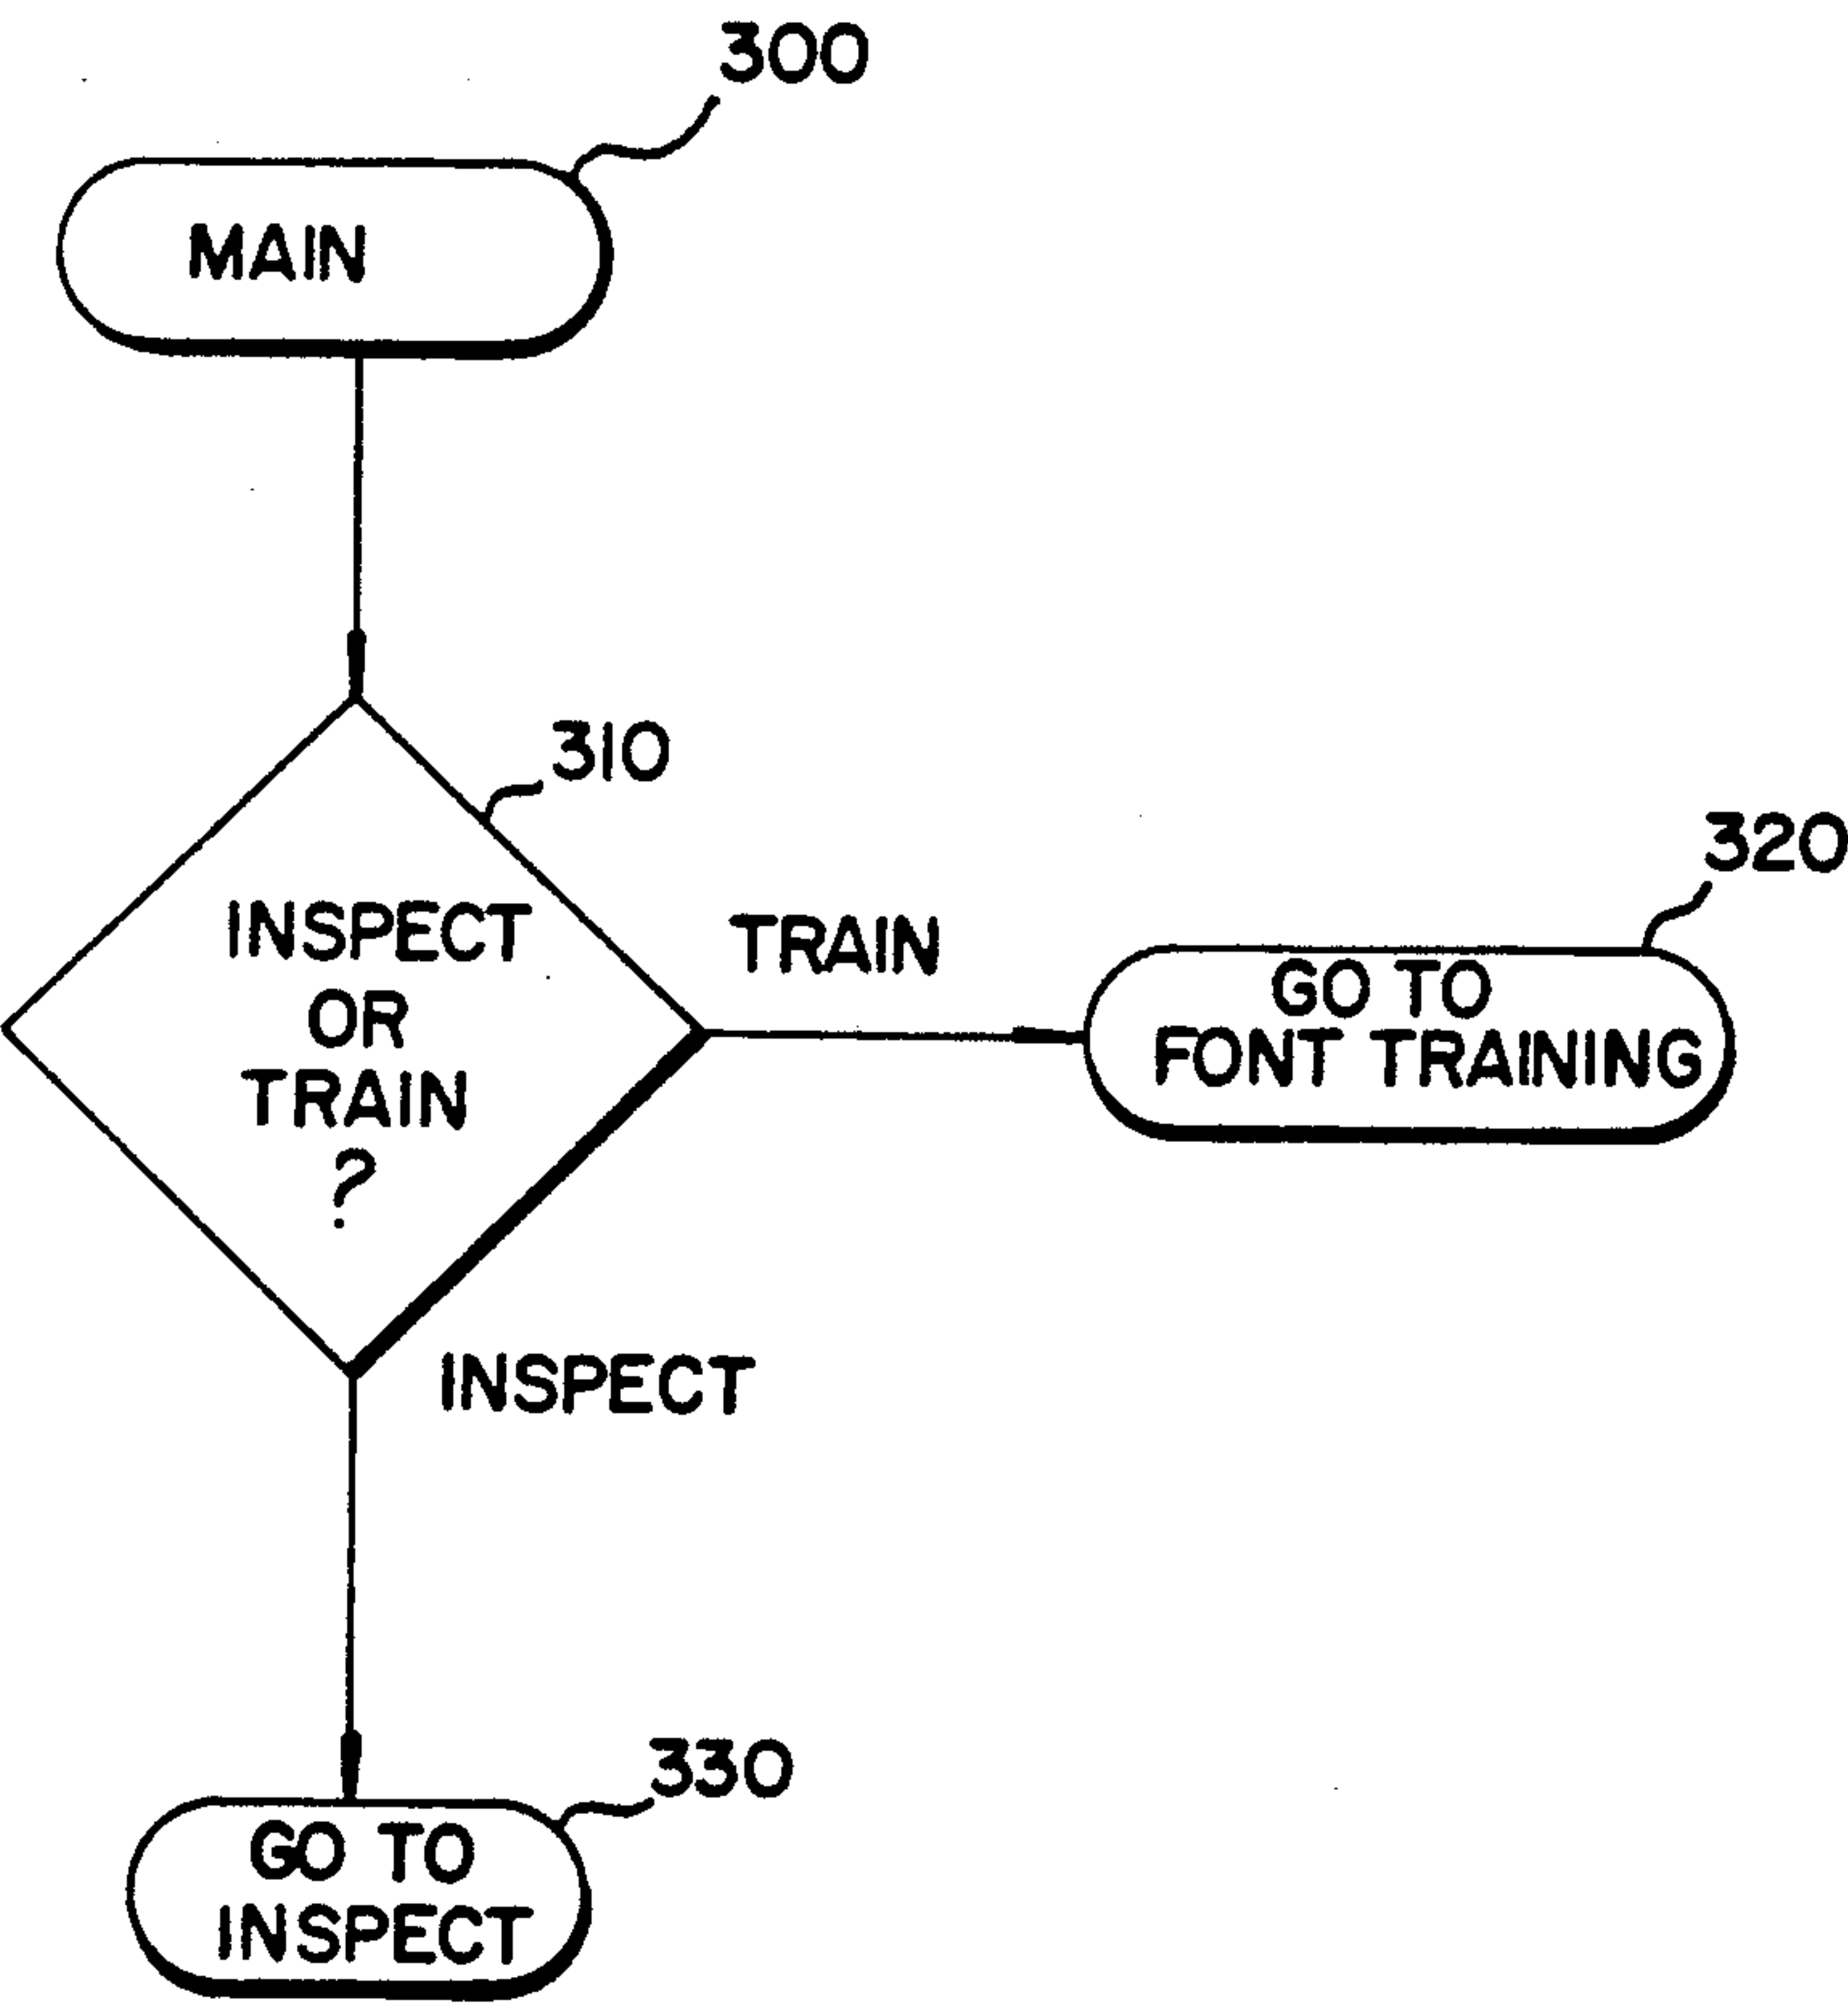 300
MAIN
310
INSPECT
OR
TRAIN
?
TRAIN
320
GO TO
FONT TRAINING
INSPECT
330
GO TO
INSPECT